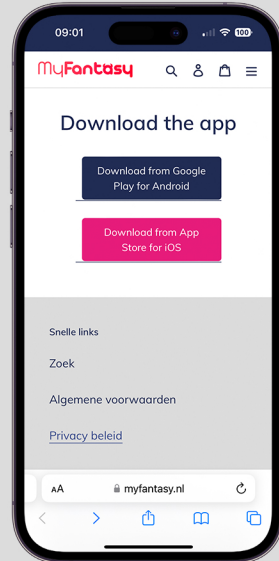 09:01
100
MyFantasy
Download the app
Download from Google
Play for Android
Download from App
Store for iOS
Snelle links
Zoek
Algemene voorwaarden
Privacy beleid
AA
myfantasy.nl